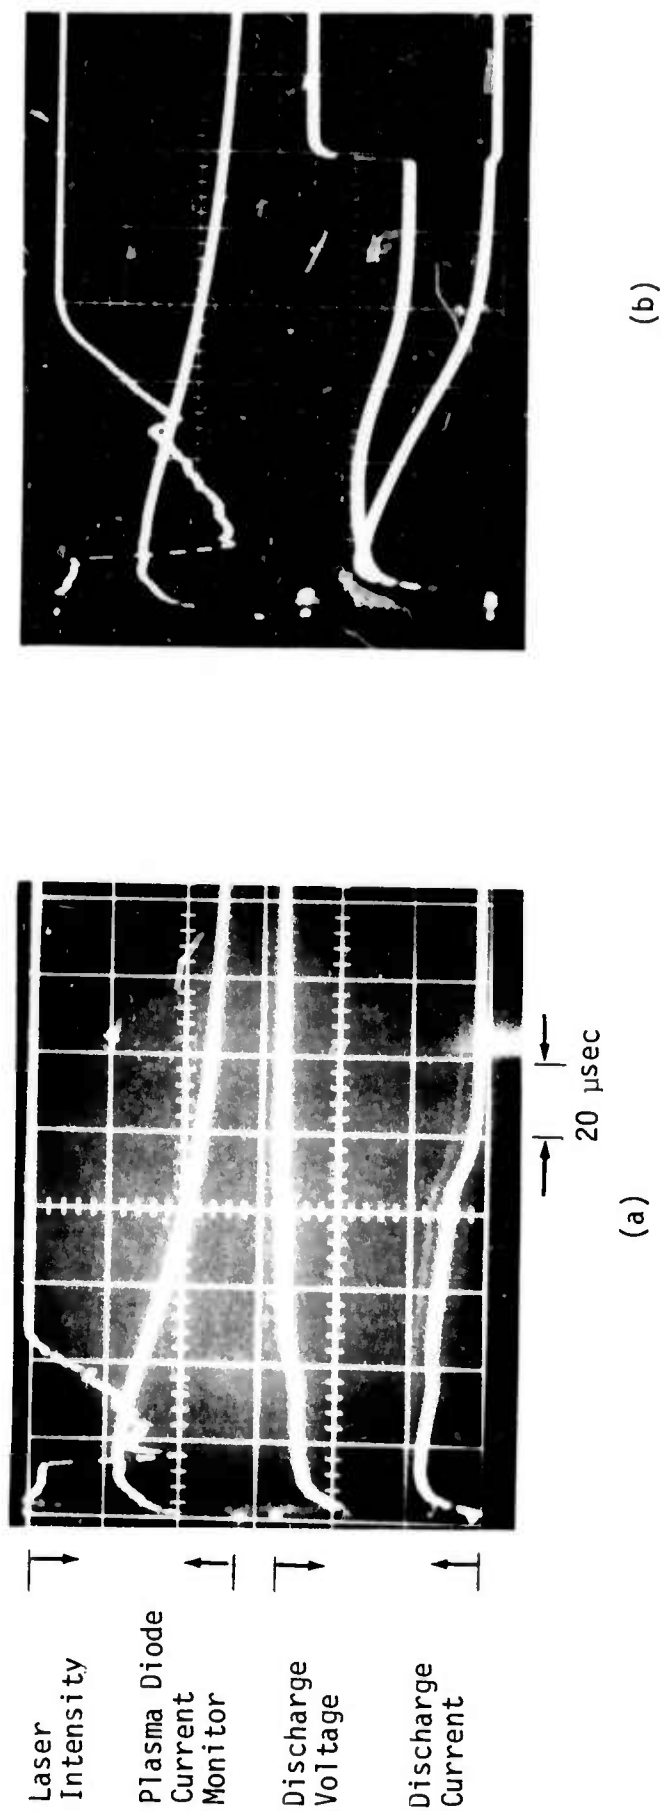 Laser
Intensity
Plasma Diode
Current
Monitor
Discharge
Voltage
Discharge
Current
20 μsec
(a)
(b)